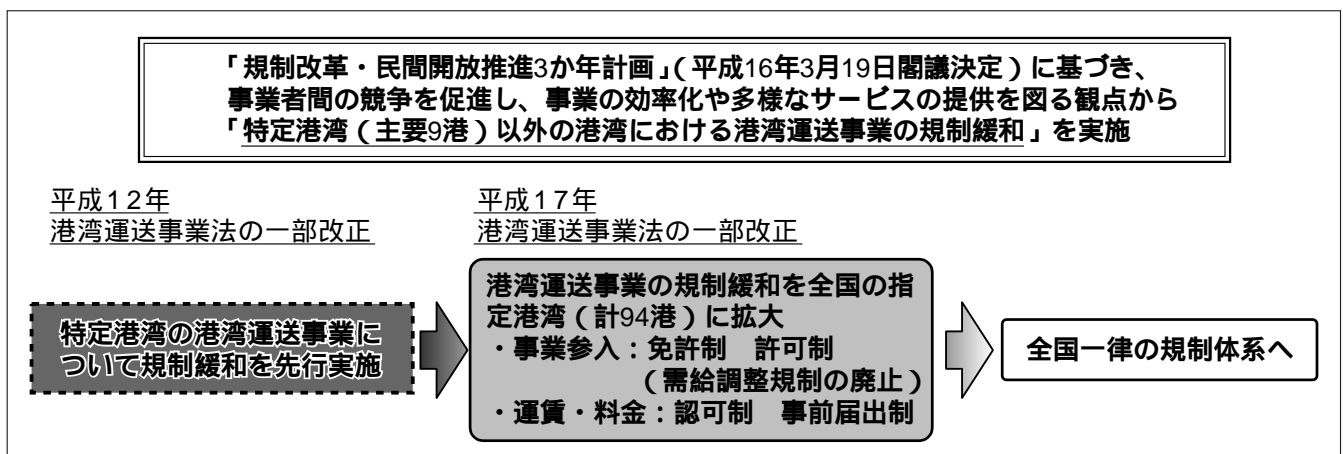 「規制改革・民間開放推進3か年計画」（平成16年3月19日閣議決定）に基づき、
事業者間の競争を促進し、事業の効率化や多様なサービスの提供を図る観点から
「特定港湾（主要9港）以外の港湾における港湾運送事業の規制緩和」を実施
平成12年
港湾運送事業法の一部改正
平成17年
港湾運送事業法の一部改正
特定港湾の港湾運送事業に
ついて規制緩和を先行実施
港湾運送事業の規制緩和を全国の指
定港湾（計94港）に拡大
・事業参入：免許制　許可制
（需給調整規制の廃止）
・運賃・料金：認可制　事前届出制
全国一律の規制体系へ